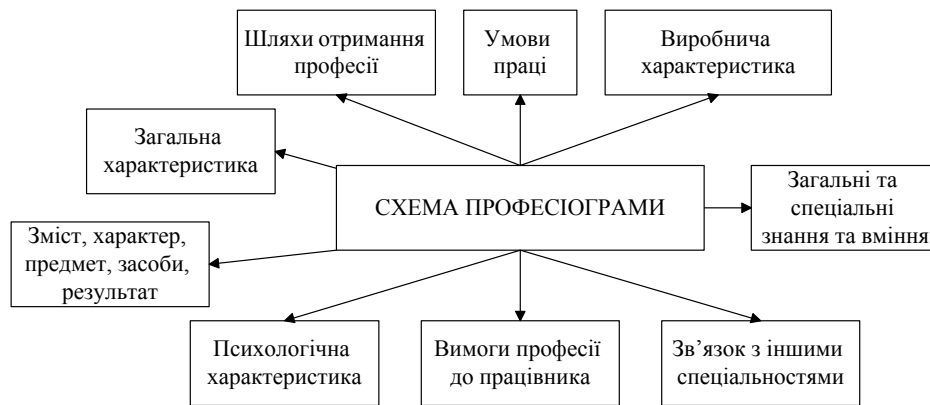 Шляхи отримання
професії
Умови
праці
Виробнича
характеристика
Загальна
характеристика
СХЕМА ПРОФЕСІОГРАМИ
Загальні та
спеціальні
знання та вміння
Зміст, характер,
предмет, засоби,
результат
Психологічна
характеристика
Вимоги професії
до працівника
Зв’язок з іншими
спеціальностями